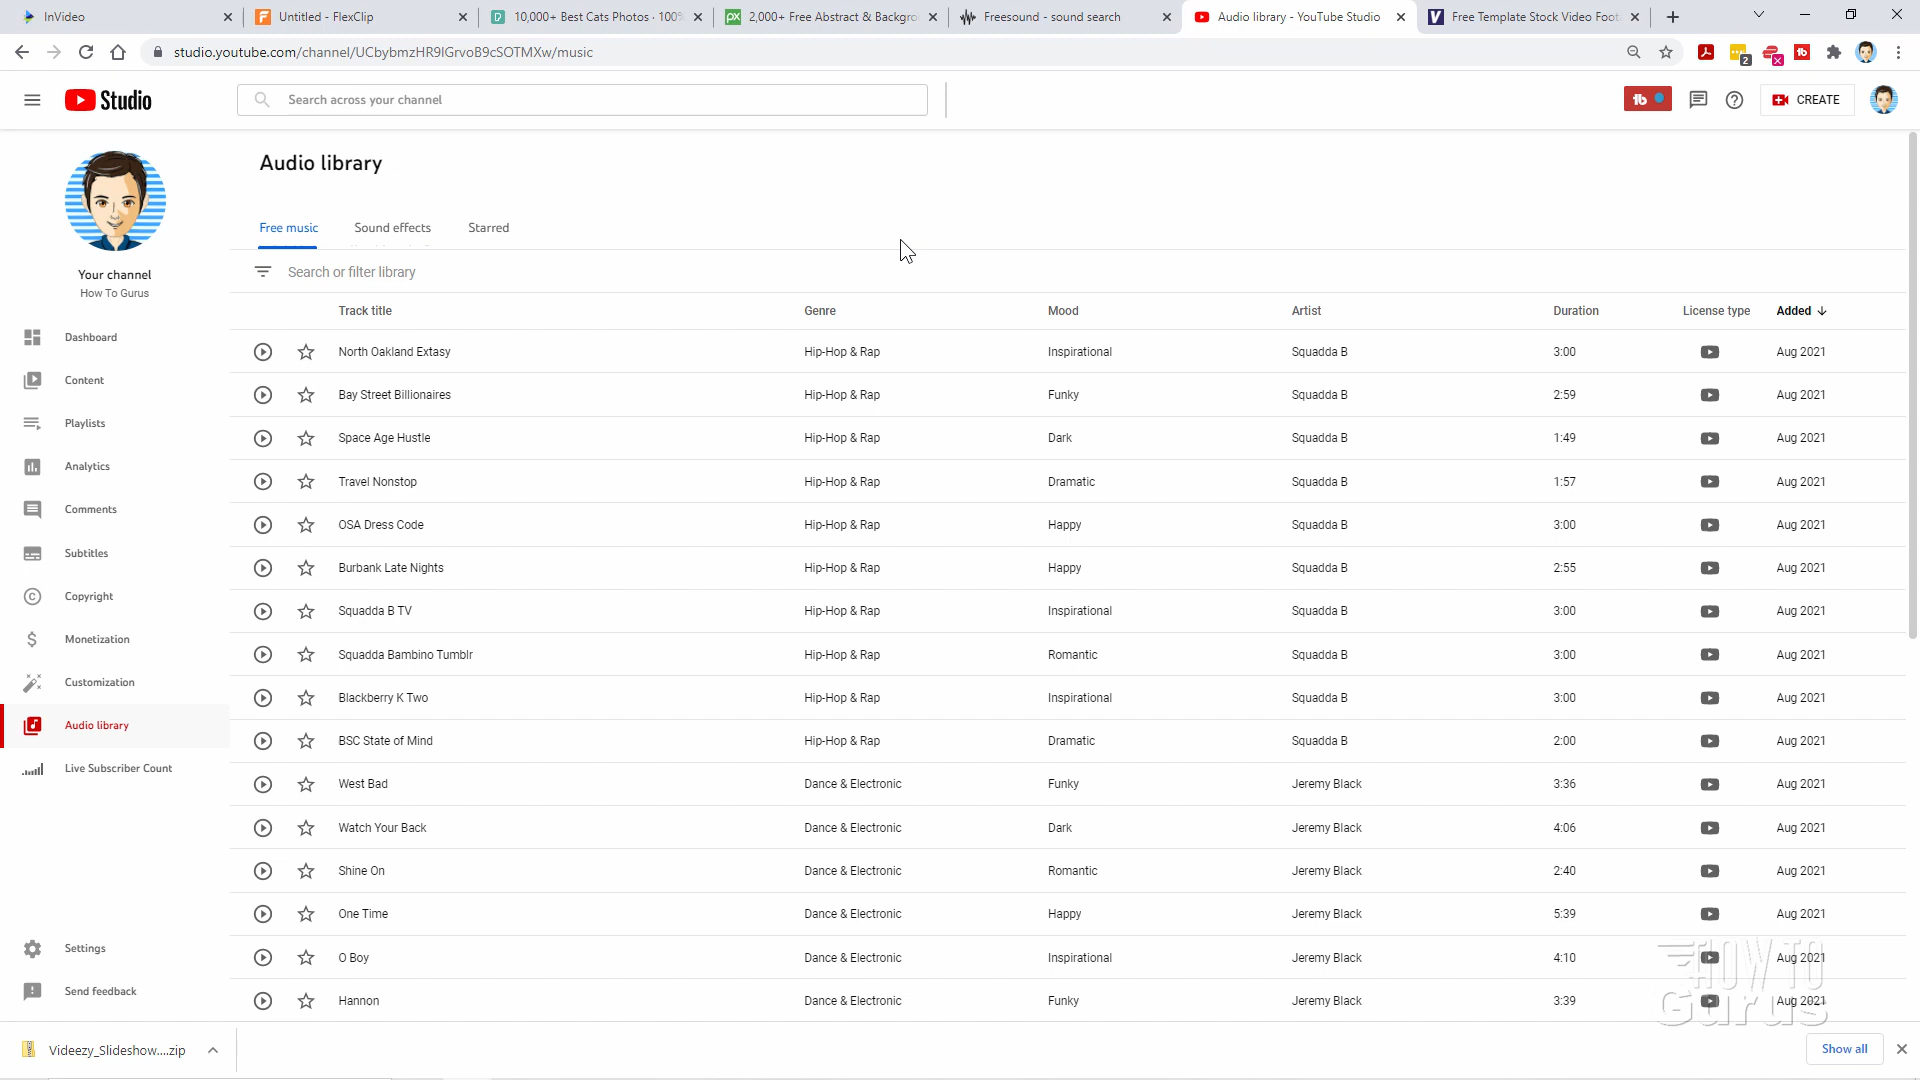 InVideo
Untitled - FlexClip
10,000+ Best Cats Photos · 100%
2,000+ Free Abstract & Backgro
Freesound - sound search
Audio library - YouTube Studio
Free Template Stock Video Foot
studio.youtube.com/channel/UCbybmzHR9IGrvoB9cSOTMXw/music
2
Studio
Search across your channel
tb
CREATE
Audio library
Free music
Sound effects
Starred
Your channel
How To Gurus
Search or filter library
Track title Genre Mood Artist Duration License type Added
North Oakland Extasy Hip-Hop & Rap Inspirational Squadda B 3:00 Aug 2021
Bay Street Billionaires Hip-Hop & Rap Funky Squadda B 2:59 Aug 2021
Space Age Hustle Hip-Hop & Rap Dark Squadda B 1:49 Aug 2021
Travel Nonstop Hip-Hop & Rap Dramatic Squadda B 1:57 Aug 2021
OSA Dress Code Hip-Hop & Rap Happy Squadda B 3:00 Aug 2021
Burbank Late Nights Hip-Hop & Rap Happy Squadda B 2:55 Aug 2021
Squadda B TV Hip-Hop & Rap Inspirational Squadda B 3:00 Aug 2021
Squadda Bambino Tumblr Hip-Hop & Rap Romantic Squadda B 3:00 Aug 2021
Blackberry K Two Hip-Hop & Rap Inspirational Squadda B 3:00 Aug 2021
BSC State of Mind Hip-Hop & Rap Dramatic Squadda B 2:00 Aug 2021
West Bad Dance & Electronic Funky Jeremy Black 3:36 Aug 2021
Watch Your Back Dance & Electronic Dark Jeremy Black 4:06 Aug 2021
Shine On Dance & Electronic Romantic Jeremy Black 2:40 Aug 2021
One Time Dance & Electronic Happy Jeremy Black 5:39 Aug 2021
O Boy Dance & Electronic Inspirational Jeremy Black 4:10 Aug 2021
Hannon Dance & Electronic Funky Jeremy Black 3:39 Aug 2021
Dashboard
Content
Playlists
Analytics
Comments
Subtitles
Copyright
Monetization
Customization
Audio library
Live Subscriber Count
Settings
Send feedback
HOW TO
Gurus
Videezy_Slideshow....zip
Show all